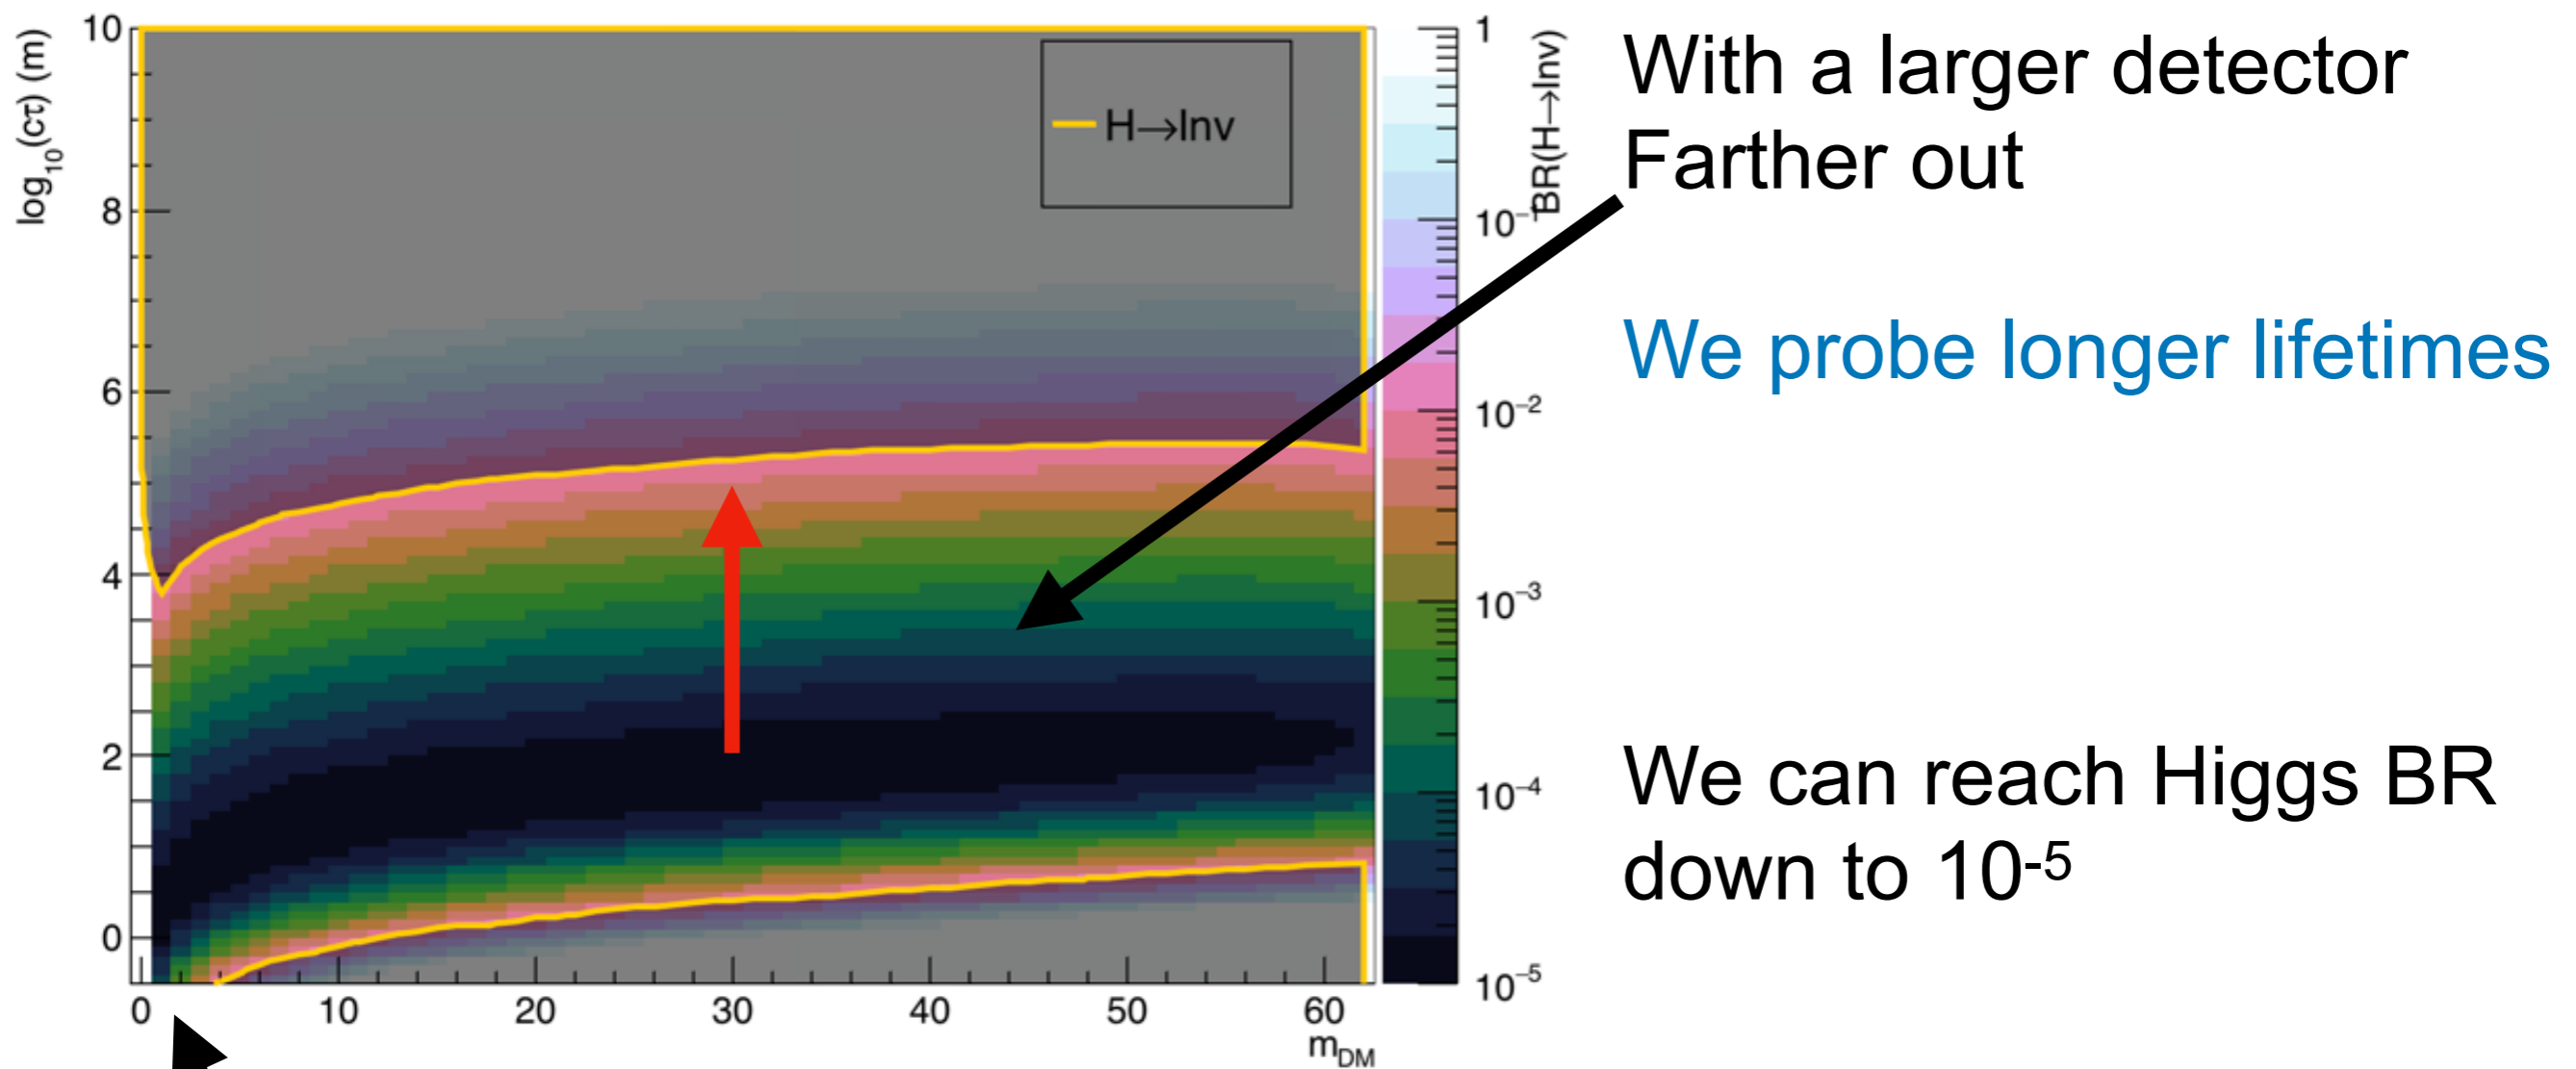 log₁₀(cτ) (m)
10
8
6
4
2
0
H→Inv
0 10 20 30 40 50 60
m_DM
1
10⁻¹
10⁻²
10⁻³
10⁻⁴
10⁻⁵
BR(H→Inv)
With a larger detector
Farther out
We probe longer lifetimes
We can reach Higgs BR
down to 10⁻⁵